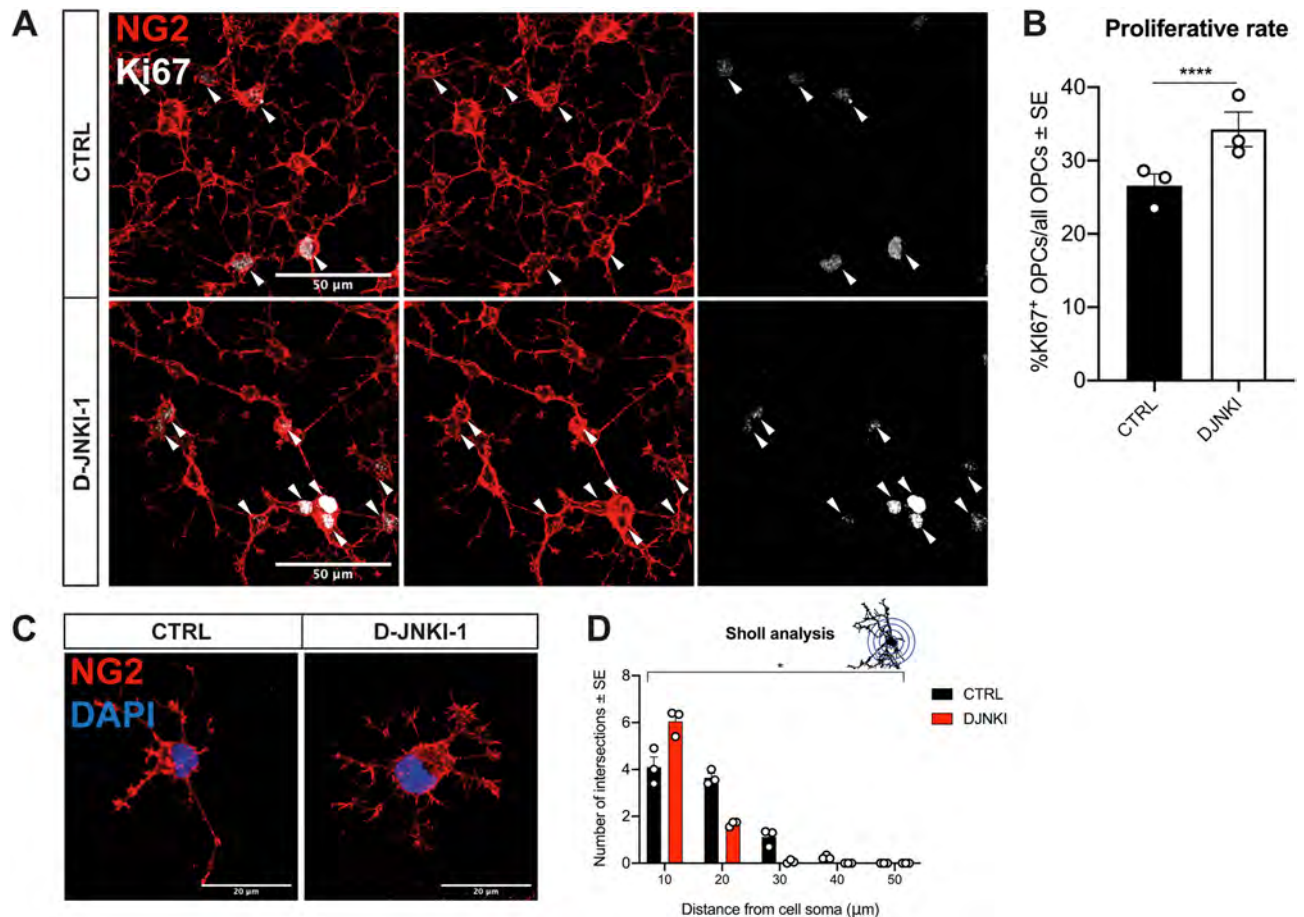 A
NG2
Ki67
CTRL
50 µm
D-JNKI-1
50 µm
B
Proliferative rate
****
%KI67+ OPCs/all OPCs ± SE
40
30
20
10
0
CTRL
DJNKI
C
CTRL
D-JNKI-1
NG2
DAPI
20 µm
20 µm
D
Sholl analysis
*
Number of intersections ± SE
8
6
4
2
0
10 20 30 40 50
Distance from cell soma (µm)
CTRL
DJNKI